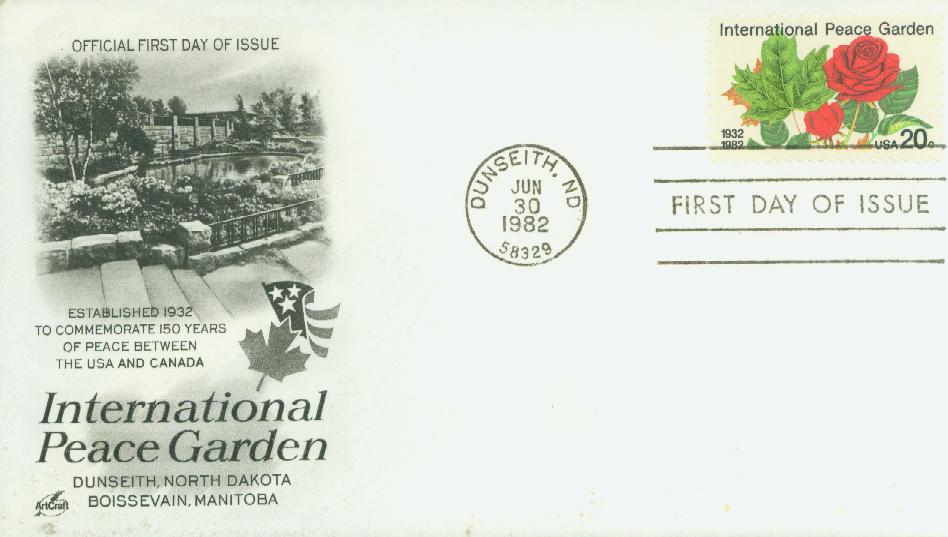 OFFICIAL FIRST DAY OF ISSUE
ESTABLISHED 1932
TO COMMEMORATE 150 YEARS
OF PEACE BETWEEN
THE USA AND CANADA
International
Peace Garden
DUNSEITH, NORTH DAKOTA
BOISSEVAIN, MANITOBA
ArtCraft
DUNSEITH, ND
JUN
30
1982
58329
International Peace Garden
1932
1982
USA 20c
FIRST DAY OF ISSUE